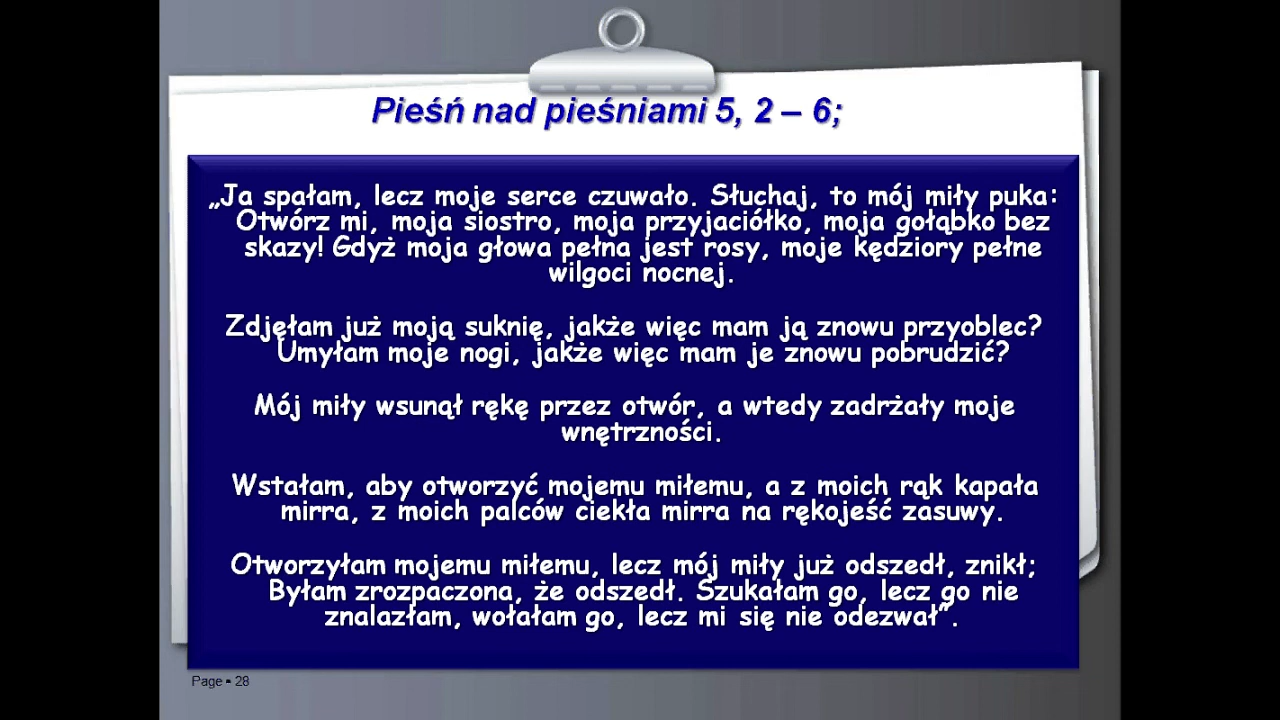 Pieśń nad pieśniami 5, 2 – 6;
„Ja spałam, lecz moje serce czuwało. Słuchaj, to mój miły puka:
Otwórz mi, moja siostro, moja przyjaciółko, moja gołąbko bez
skazy! Gdyż moja głowa pełna jest rosy, moje kędziory pełne
wilgoci nocnej.
Zdjęłam już moją suknię, jakże więc mam ją znowu przyoblec?
Umyłam moje nogi, jakże więc mam je znowu pobrudzić?
Mój miły wsunął rękę przez otwór, a wtedy zadrżały moje
wnętrzności.
Wstałam, aby otworzyć mojemu miłemu, a z moich rąk kapała
mirra, z moich palców ciekła mirra na rękojeść zasuwy.
Otworzyłam mojemu miłemu, lecz mój miły już odszedł, znikł;
Byłam zrozpaczona, że odszedł. Szukałam go, lecz go nie
znalazłam, wołałam go, lecz mi się nie odezwał”.
Page ▪ 28